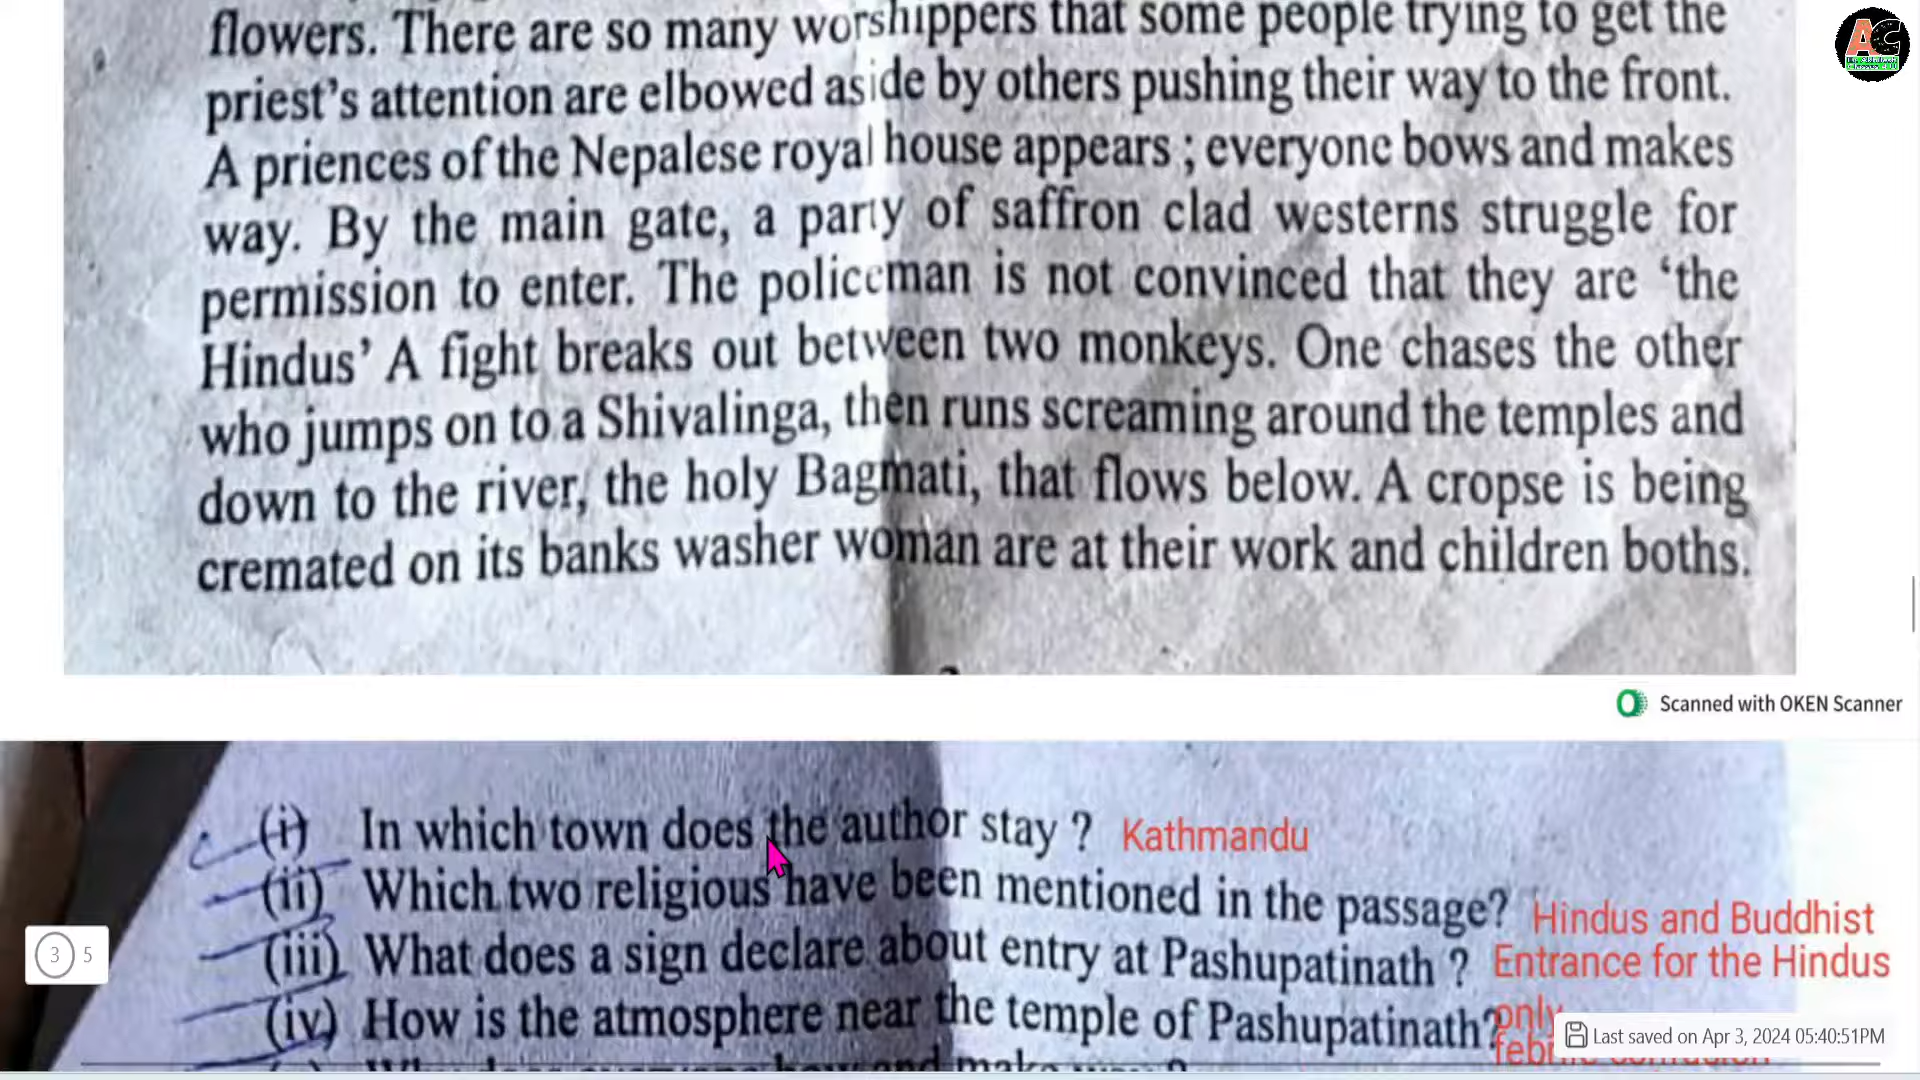 flowers. There are so many worshippers that some people trying to get the
priest's attention are elbowed aside by others pushing their way to the front.
A priences of the Nepalese royal house appears ; everyone bows and makes
way. By the main gate, a party of saffron clad westerns struggle for
permission to enter. The policeman is not convinced that they are 'the
Hindus' A fight breaks out between two monkeys. One chases the other
who jumps on to a Shivalinga, then runs screaming around the temples and
down to the river, the holy Bagmati, that flows below. A cropse is being
cremated on its banks washer woman are at their work and children boths.
Scanned with OKEN Scanner
(i) In which town does the author stay ? Kathmandu
(ii) Which two religious have been mentioned in the passage? Hindus and Buddhist
(iii) What does a sign declare about entry at Pashupatinath ? Entrance for the Hindus
only
(iv) How is the atmosphere near the temple of Pashupatinath?
3 5
Last saved on Apr 3, 2024 05:40:51PM
AC